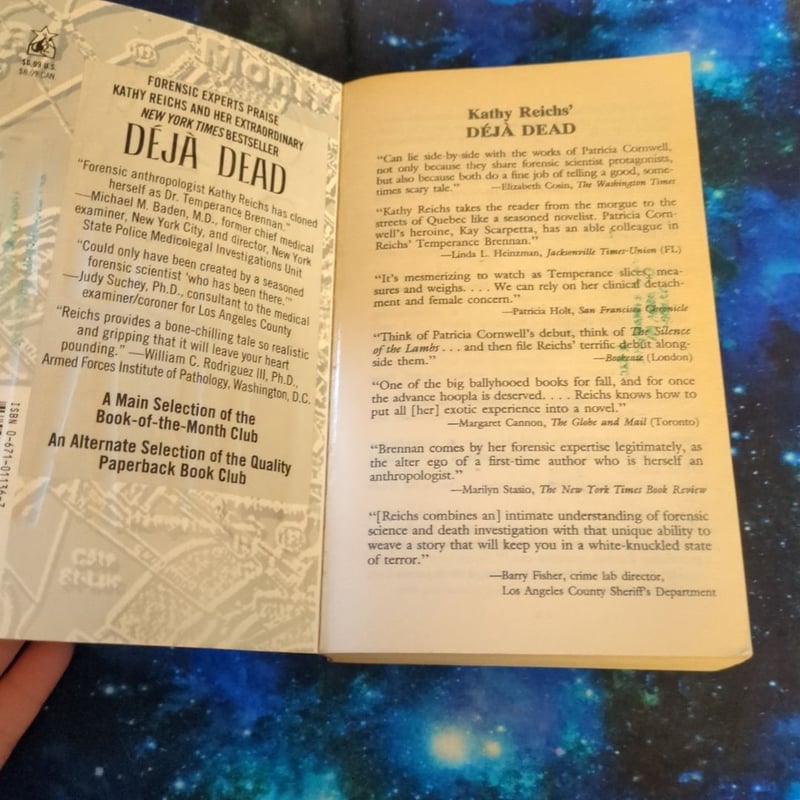 $6.99 U.S.
$8.99 CAN
FORENSIC EXPERTS PRAISE
KATHY REICHS AND HER EXTRAORDINARY
NEW YORK TIMES BESTSELLER
DÉJÀ DEAD
"Forensic anthropologist Kathy Reichs has cloned
herself as Dr. Temperance Brennan."
—Michael M. Baden, M.D., former chief medical
examiner, New York City, and director, New York
State Police Medicolegal Investigations Unit
"Could only have been created by a seasoned
forensic scientist 'who has been there.'"
—Judy Suchey, Ph.D., consultant to the medical
examiner/coroner for Los Angeles County
"Reichs provides a bone-chilling tale so realistic
and gripping that it will leave your heart
pounding." —William C. Rodriguez III, Ph.D.,
Armed Forces Institute of Pathology, Washington, D.C.
A Main Selection of the
Book-of-the-Month Club
An Alternate Selection of the Quality
Paperback Book Club
ISBN 0-671-01136-7
Kathy Reichs'
DÉJÀ DEAD
"Can lie side-by-side with the works of Patricia Cornwell,
not only because they share forensic scientist protagonists,
but also because both do a fine job of telling a good, some-
times scary tale." —Elizabeth Cosin, The Washington Times
"Kathy Reichs takes the reader from the morgue to the
streets of Quebec like a seasoned novelist. Patricia Corn-
well's heroine, Kay Scarpetta, has an able colleague in
Reichs' Temperance Brennan."
—Linda L. Heinzman, Jacksonville Times-Union (FL)
"It's mesmerizing to watch as Temperance slices, mea-
sures and weighs. . . . We can rely on her clinical detach-
ment and female concern."
—Patricia Holt, San Francisco Chronicle
"Think of Patricia Cornwell's debut, think of The Silence
of the Lambs . . . and then file Reichs' terrific debut along-
side them." —Bookcase (London)
"One of the big ballyhooed books for fall, and for once
the advance hoopla is deserved. . . . Reichs knows how to
put all [her] exotic experience into a novel."
—Margaret Cannon, The Globe and Mail (Toronto)
"Brennan comes by her forensic expertise legitimately, as
the alter ego of a first-time author who is herself an
anthropologist."
—Marilyn Stasio, The New York Times Book Review
"[Reichs combines an] intimate understanding of forensic
science and death investigation with that unique ability to
weave a story that will keep you in a white-knuckled state
of terror."
—Barry Fisher, crime lab director,
Los Angeles County Sheriff's Department